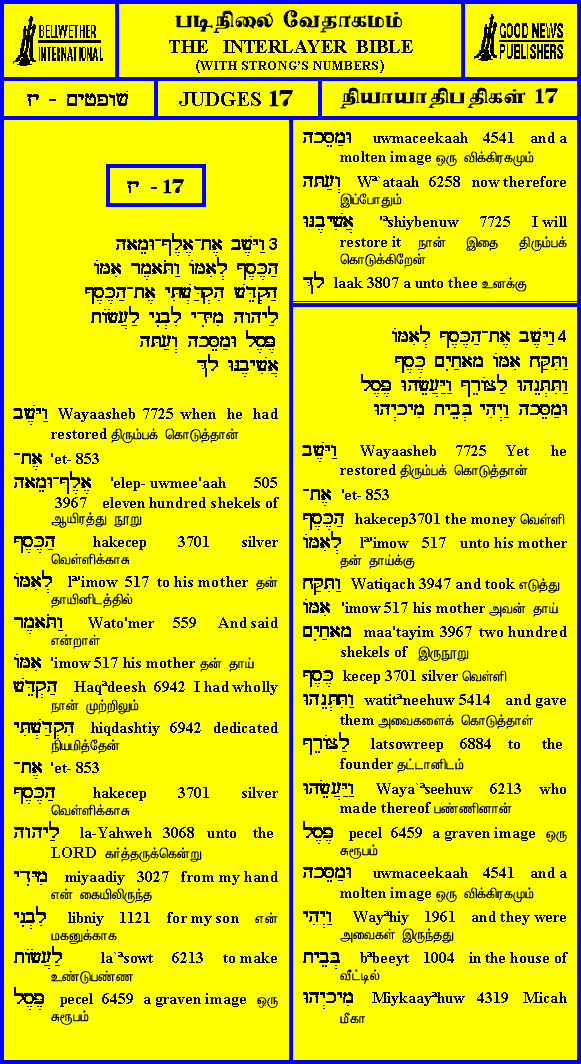 BELLWETHER
INTERNATIONAL
படிநிலை வேதாகமம்
THE INTERLAYER BIBLE
(WITH STRONG'S NUMBERS)
GOOD NEWS
PUBLISHERS
שופטים - יז
JUDGES 17
நியாயாதிபதிகள் 17
יז - 17
3 וַיָּשֶׁב אֶת־אֶלֶף־וּמֵאָה
הַכֶּסֶף לְאִמּוֹ וַתֹּאמֶר אִמּוֹ
הַקְדֵּשׁ הִקְדַּשְׁתִּי אֶת־הַכֶּסֶף
לַיהוָה מִיָּדִי לִבְנִי לַעֲשׂוֹת
פֶּסֶל וּמַסֵּכָה וְעַתָּה
אֲשִׁיבֶנּוּ לָךְ
וַיָּשֶׁב Wayaasheb 7725 when he had
restored திரும்பக் கொடுத்தான்
אֶת־ 'et- 853
אֶלֶף־וּמֵאָה 'elep- uwmee'aah 505
3967 eleven hundred shekels of
ஆயிரத்து நூறு
הַכֶּסֶף hakecep 3701 silver
வெள்ளிக்காசு
לְאִמּוֹ lª'imow 517 to his mother தன்
தாயினிடத்தில்
וַתֹּאמֶר Wato'mer 559 And said
என்றாள்
אִמּוֹ 'imow 517 his mother தன் தாய்
הַקְדֵּשׁ Haqªdeesh 6942 I had wholly
நான் முற்றிலும்
הִקְדַּשְׁתִּי hiqdashtiy 6942 dedicated
நியமித்தேன்
אֶת־ 'et- 853
הַכֶּסֶף hakecep 3701 silver
வெள்ளிக்காசு
לַיהוָה la-Yahweh 3068 unto the
LORD கர்த்தருக்கென்று
מִיָּדִי miyaadiy 3027 from my hand
என் கையிலிருந்த
לִבְנִי libniy 1121 for my son என்
மகனுக்காக
לַעֲשׂוֹת la`ªsowt 6213 to make
உண்டுபண்ண
פֶּסֶל pecel 6459 a graven image ஒரு
சுரூபம்
וּמַסֵּכָה uwmaceekaah 4541 and a
molten image ஒரு விக்கிரகமும்
וְעַתָּה Wª`ataah 6258 now therefore
இப்போதும்
אֲשִׁיבֶנּוּ 'ªshiybenuw 7725 I will
restore it நான் இதை திரும்பக்
கொடுக்கிறேன்
לָךְ laak 3807 a unto thee உனக்கு
4 וַיָּשֶׁב אֶת־הַכֶּסֶף לְאִמּוֹ
וַתִּקַּח אִמּוֹ מָאתַיִם כֶּסֶף
וַתִּתְּנֵהוּ לַצּוֹרֵף וַיַּעֲשֵׂהוּ פֶּסֶל
וּמַסֵּכָה וַיְהִי בְּבֵית מִיכָיְהוּ
וַיָּשֶׁב Wayaasheb 7725 Yet he
restored திரும்பக் கொடுத்தான்
אֶת־ 'et- 853
הַכֶּסֶף hakecep3701 the money வெள்ளி
לְאִמּוֹ lª'imow 517 unto his mother
தன் தாய்க்கு
וַתִּקַּח Watiqach 3947 and took எடுத்து
אִמּוֹ 'imow 517 his mother அவன் தாய்
מָאתַיִם maa'tayim 3967 two hundred
shekels of இருநூறு
כֶּסֶף kecep 3701 silver வெள்ளி
וַתִּתְּנֵהוּ watitªneehuw 5414 and gave
them அவைகளைக் கொடுத்தாள்
לַצּוֹרֵף latsowreep 6884 to the
founder தட்டானிடம்
וַיַּעֲשֵׂהוּ Waya`ªseehuw 6213 who
made thereof பண்ணினான்
פֶּסֶל pecel 6459 a graven image ஒரு
சுரூபம்
וּמַסֵּכָה uwmaceekaah 4541 and a
molten image ஒரு விக்கிரகமும்
וַיְהִי Wayªhiy 1961 and they were
அவைகள் இருந்தது
בְּבֵית bªbeeyt 1004 in the house of
வீட்டில்
מִיכָיְהוּ Miykaayªhuw 4319 Micah
மீகா